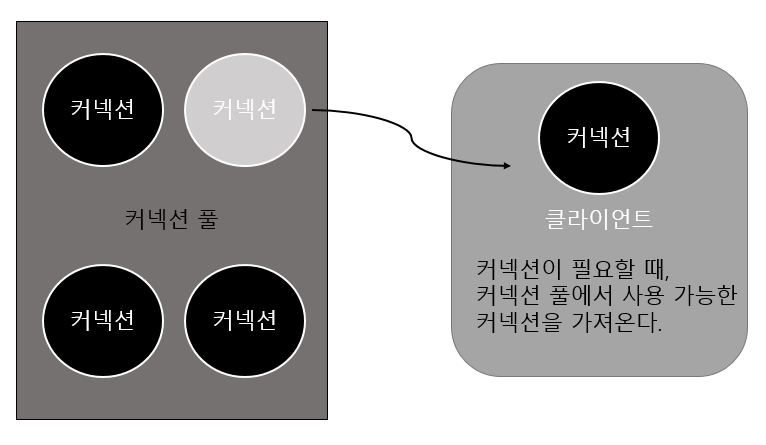 커넥션
커넥션
커넥션 풀
커넥션
커넥션
커넥션
클라이언트
커넥션이 필요할 때,
커넥션 풀에서 사용 가능한
커넥션을 가져온다.